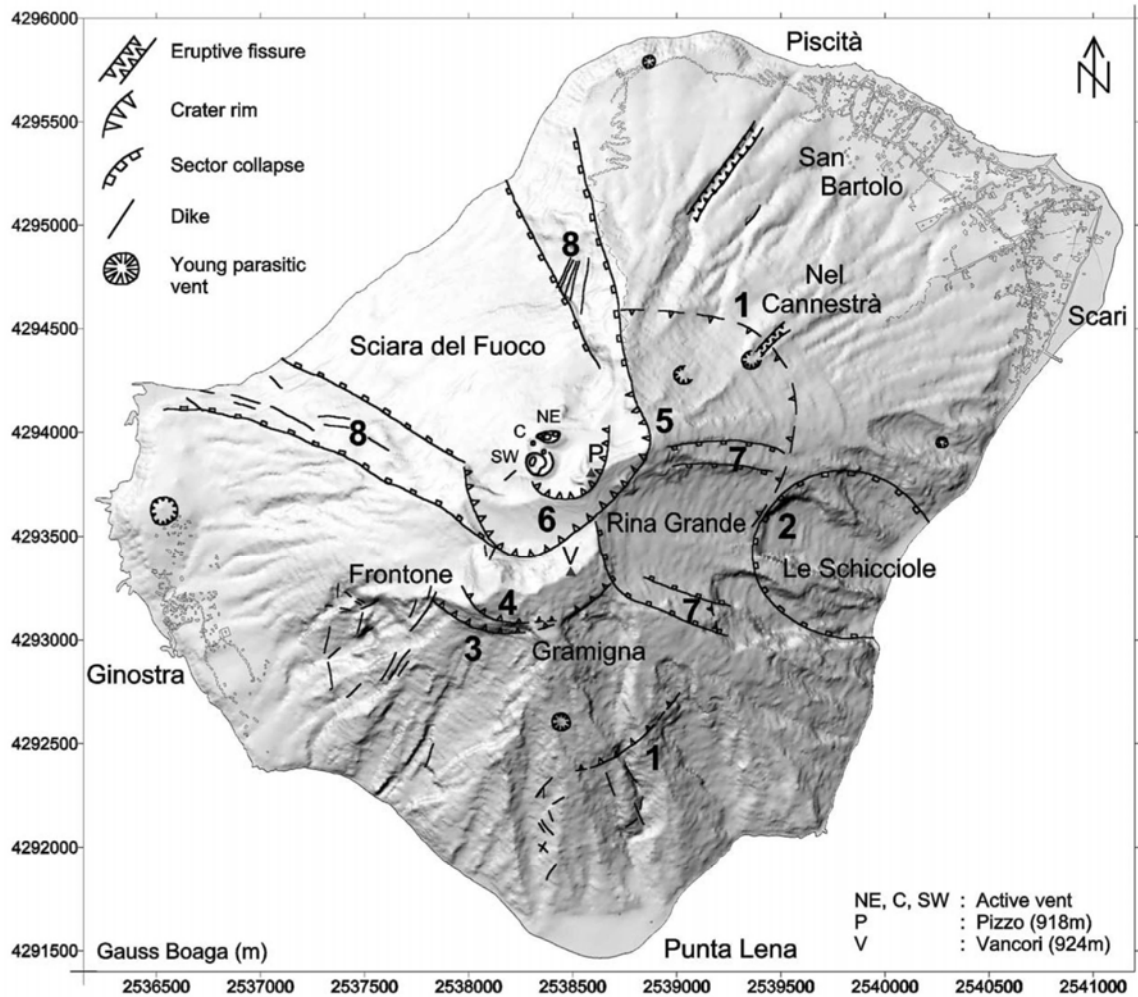 4296000
4295500
4295000
4294500
4294000
4293500
4293000
4292500
4292000
4291500
Eruptive fissure
Crater rim
Sector collapse
Dike
Young parasitic
vent
Piscità
N
San
Bartolo
8
Nel
Cannestrà
1
Scari
Sciara del Fuoco
NE
C
SW
P
5
8
7
6
Rina Grande
2
V
Le Schicciole
Frontone
4
7
3
Gramigna
Ginostra
1
NE, C, SW : Active vent
P : Pizzo (918m)
V : Vancori (924m)
Gauss Boaga (m)
Punta Lena
2536500 2537000 2537500 2538000 2538500 2539000 2539500 2540000 2540500 2541000